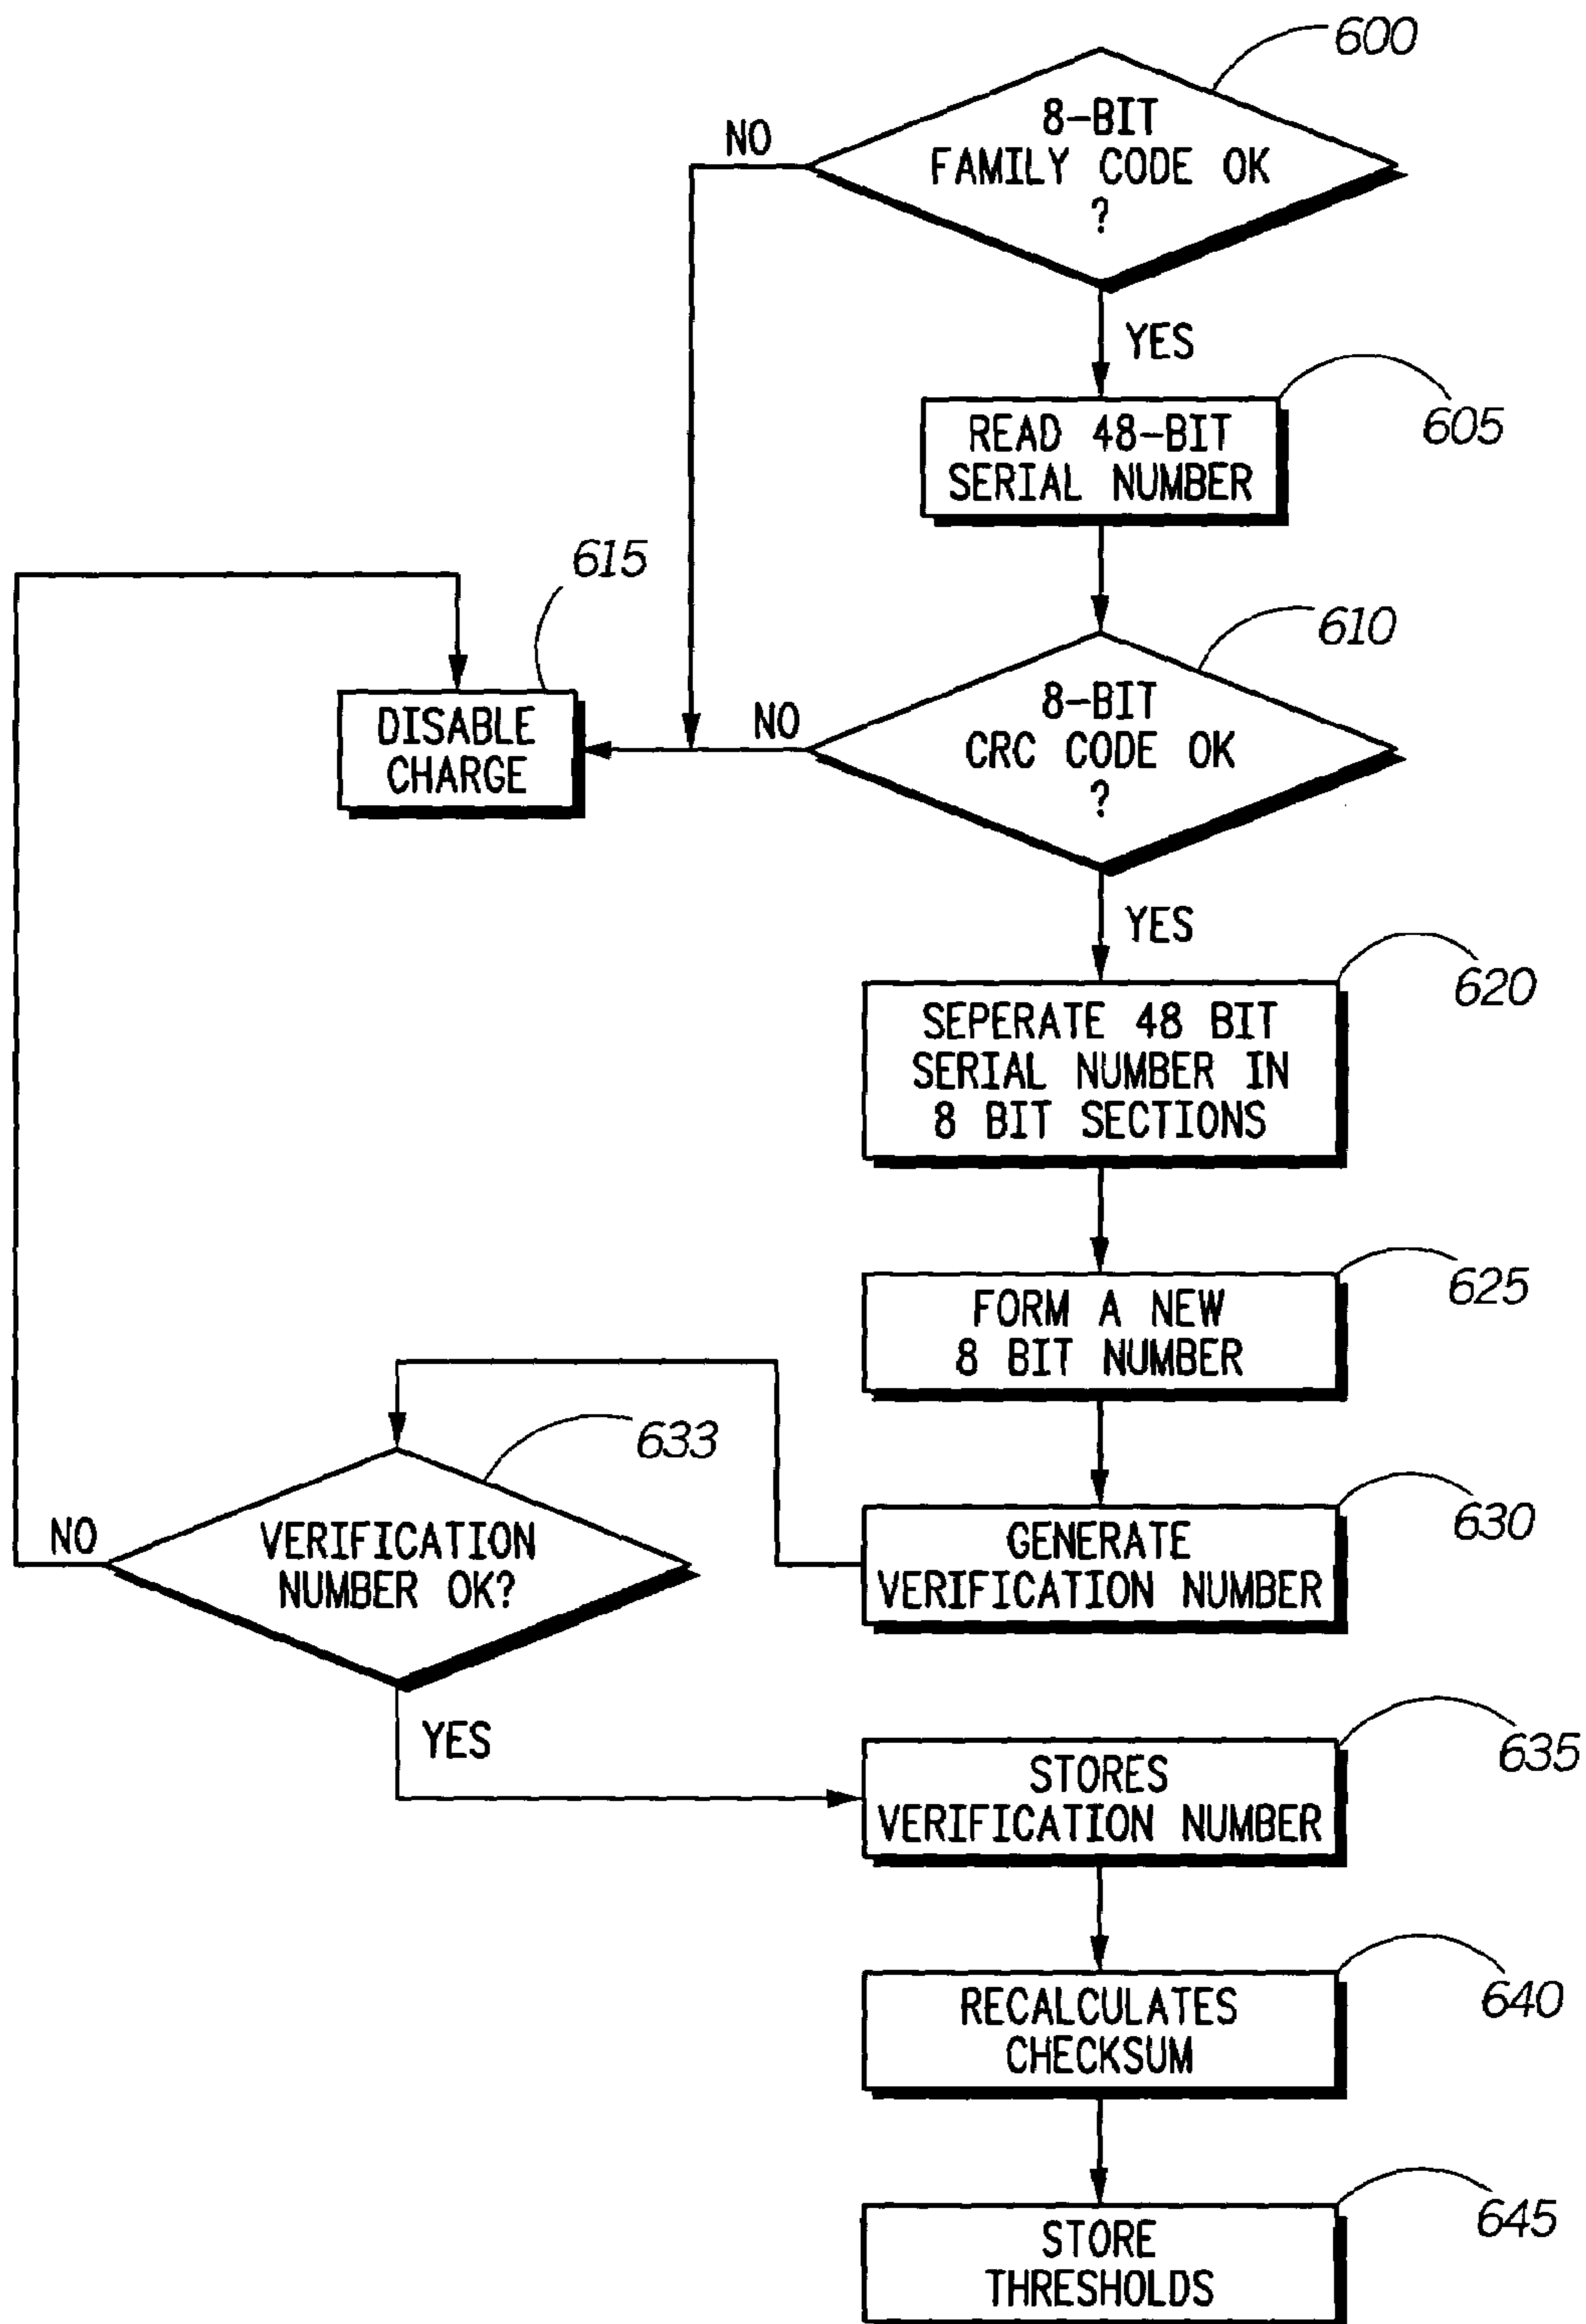 600
8-BIT
FAMILY CODE OK
?
NO
YES
605
READ 48-BIT
SERIAL NUMBER
615
610
DISABLE
CHARGE
NO
8-BIT
CRC CODE OK
?
YES
620
SEPERATE 48 BIT
SERIAL NUMBER IN
8 BIT SECTIONS
625
FORM A NEW
8 BIT NUMBER
633
630
NO
VERIFICATION
NUMBER OK?
GENERATE
VERIFICATION NUMBER
YES
635
STORES
VERIFICATION NUMBER
640
RECALCULATES
CHECKSUM
645
STORE
THRESHOLDS